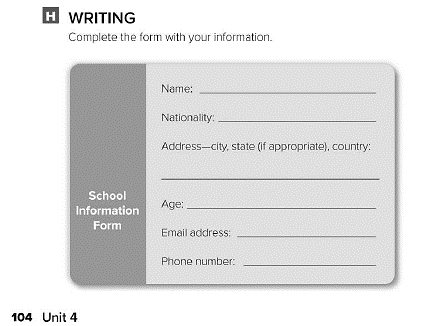 H WRITING
Complete the form with your information.
School
Information
Form
Name:
Nationality:
Address—city, state (if appropriate), country:
Age:
Email address:
Phone number:
104 Unit 4